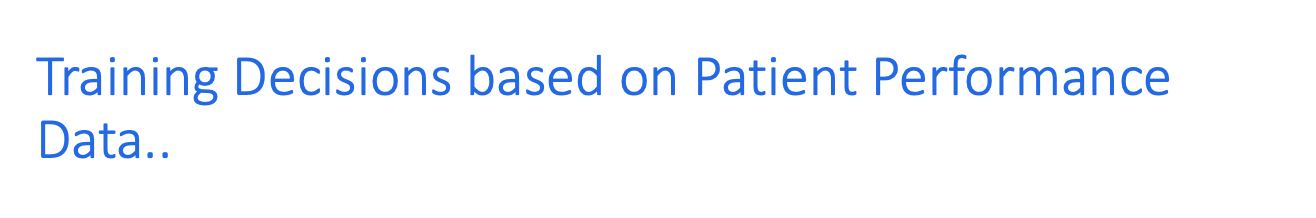 Training Decisions based on Patient Performance
Data..